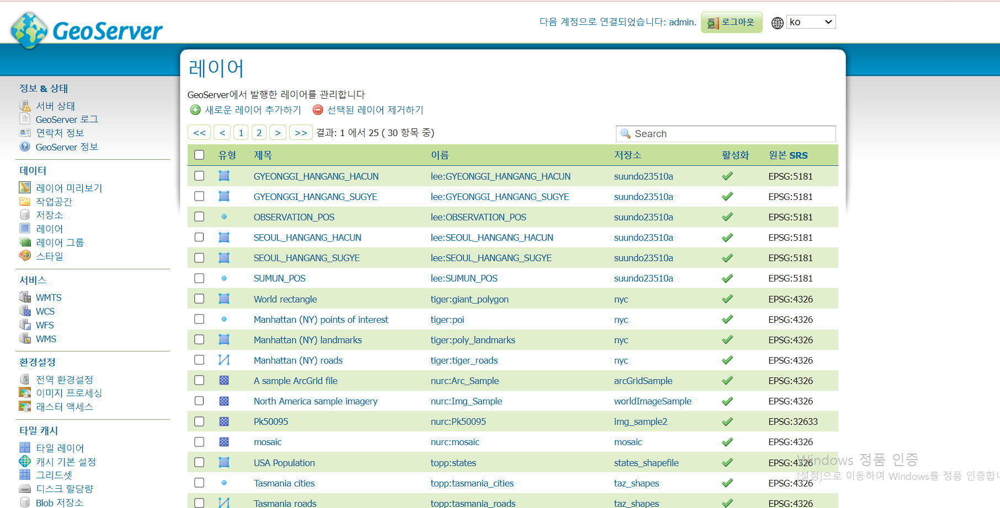 GeoServer
다음 계정으로 연결되었습니다: admin. 로그아웃 ko
레이어
GeoServer에서 발행한 레이어를 관리합니다
새로운 레이어 추가하기 선택된 레이어 제거하기
<< < 1 2 > >> 결과: 1 에서 25 ( 30 항목 중) Search
정보 & 상태
서버 상태
GeoServer 로그
연락처 정보
GeoServer 정보
데이터
레이어 미리보기
작업공간
저장소
레이어
레이어 그룹
스타일
서비스
WMTS
WCS
WFS
WMS
환경설정
전역 환경설정
이미지 프로세싱
래스터 액세스
타일 캐시
타일 레이어
캐시 기본 설정
그리드셋
디스크 할당량
Blob 저장소
유형 제목 이름 저장소 활성화 원본 SRS
GYEONGGI_HANGANG_HACUN lee:GYEONGGI_HANGANG_HACUN suundo23510a EPSG:5181
GYEONGGI_HANGANG_SUGYE lee:GYEONGGI_HANGANG_SUGYE suundo23510a EPSG:5181
OBSERVATION_POS lee:OBSERVATION_POS suundo23510a EPSG:5181
SEOUL_HANGANG_HACUN lee:SEOUL_HANGANG_HACUN suundo23510a EPSG:5181
SEOUL_HANGANG_SUGYE lee:SEOUL_HANGANG_SUGYE suundo23510a EPSG:5181
SUMUN_POS lee:SUMUN_POS suundo23510a EPSG:5181
World rectangle tiger:giant_polygon nyc EPSG:4326
Manhattan (NY) points of interest tiger:poi nyc EPSG:4326
Manhattan (NY) landmarks tiger:poly_landmarks nyc EPSG:4326
Manhattan (NY) roads tiger:tiger_roads nyc EPSG:4326
A sample ArcGrid file nurc:Arc_Sample arcGridSample EPSG:4326
North America sample imagery nurc:Img_Sample worldImageSample EPSG:4326
Pk50095 nurc:Pk50095 img_sample2 EPSG:32633
mosaic nurc:mosaic mosaic EPSG:4326
USA Population topp:states states_shapefile EPSG:4326
Tasmania cities topp:tasmania_cities taz_shapes EPSG:4326
Tasmania roads topp:tasmania_roads taz_shapes EPSG:4326
Windows 정품 인증
[설정]으로 이동하여 Windows를 정품 인증합니